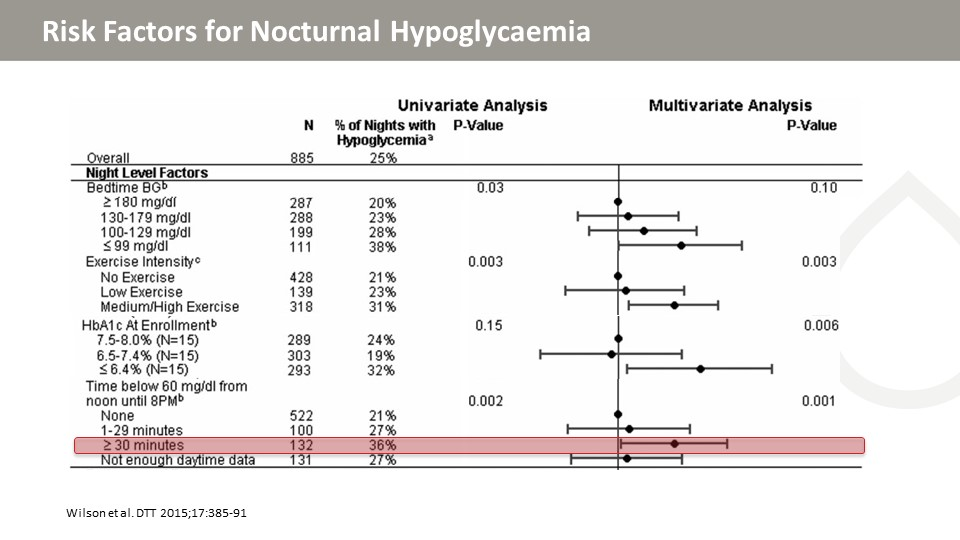 Risk Factors for Nocturnal Hypoglycaemia
Univariate Analysis Multivariate Analysis
N % of Nights with P-Value P-Value
Hypoglycemiaᵃ
Overall 885 25%
Night Level Factors
Bedtime BGᵇ 0.03 0.10
≥ 180 mg/dl 287 20%
130-179 mg/dl 288 23%
100-129 mg/dl 199 28%
≤ 99 mg/dl 111 38%
Exercise Intensityᶜ 0.003 0.003
No Exercise 428 21%
Low Exercise 139 23%
Medium/High Exercise 318 31%
HbA1c At Enrollmentᵇ 0.15 0.006
7.5-8.0% (N=15) 289 24%
6.5-7.4% (N=15) 303 19%
≤ 6.4% (N=15) 293 32%
Time below 60 mg/dl from
noon until 8PMᵇ 0.002 0.001
None 522 21%
1-29 minutes 100 27%
≥ 30 minutes 132 36%
Not enough daytime data 131 27%
Wilson et al. DTT 2015;17:385-91